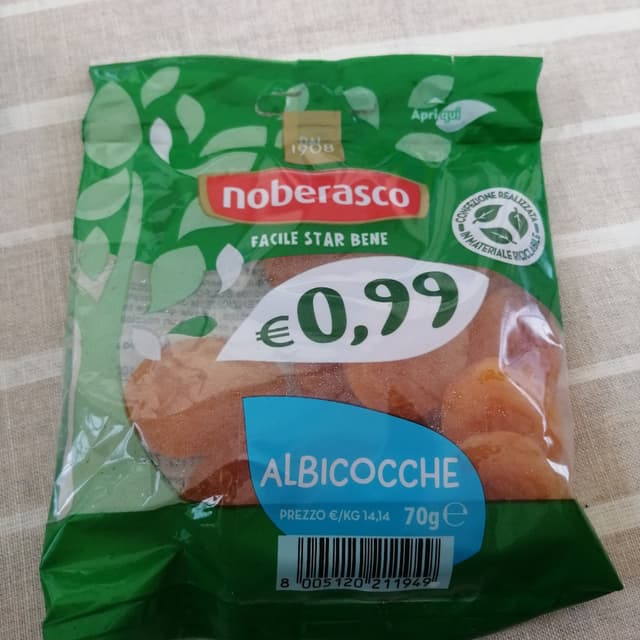 Apri qui
DAL
1908
noberasco
FACILE STAR BENE
CONFEZIONE REALIZZATA
IN MATERIALE RICICLABILE
€0,99
ALBICOCCHE
PREZZO €/KG 14,14 70g℮
8 005120 211949